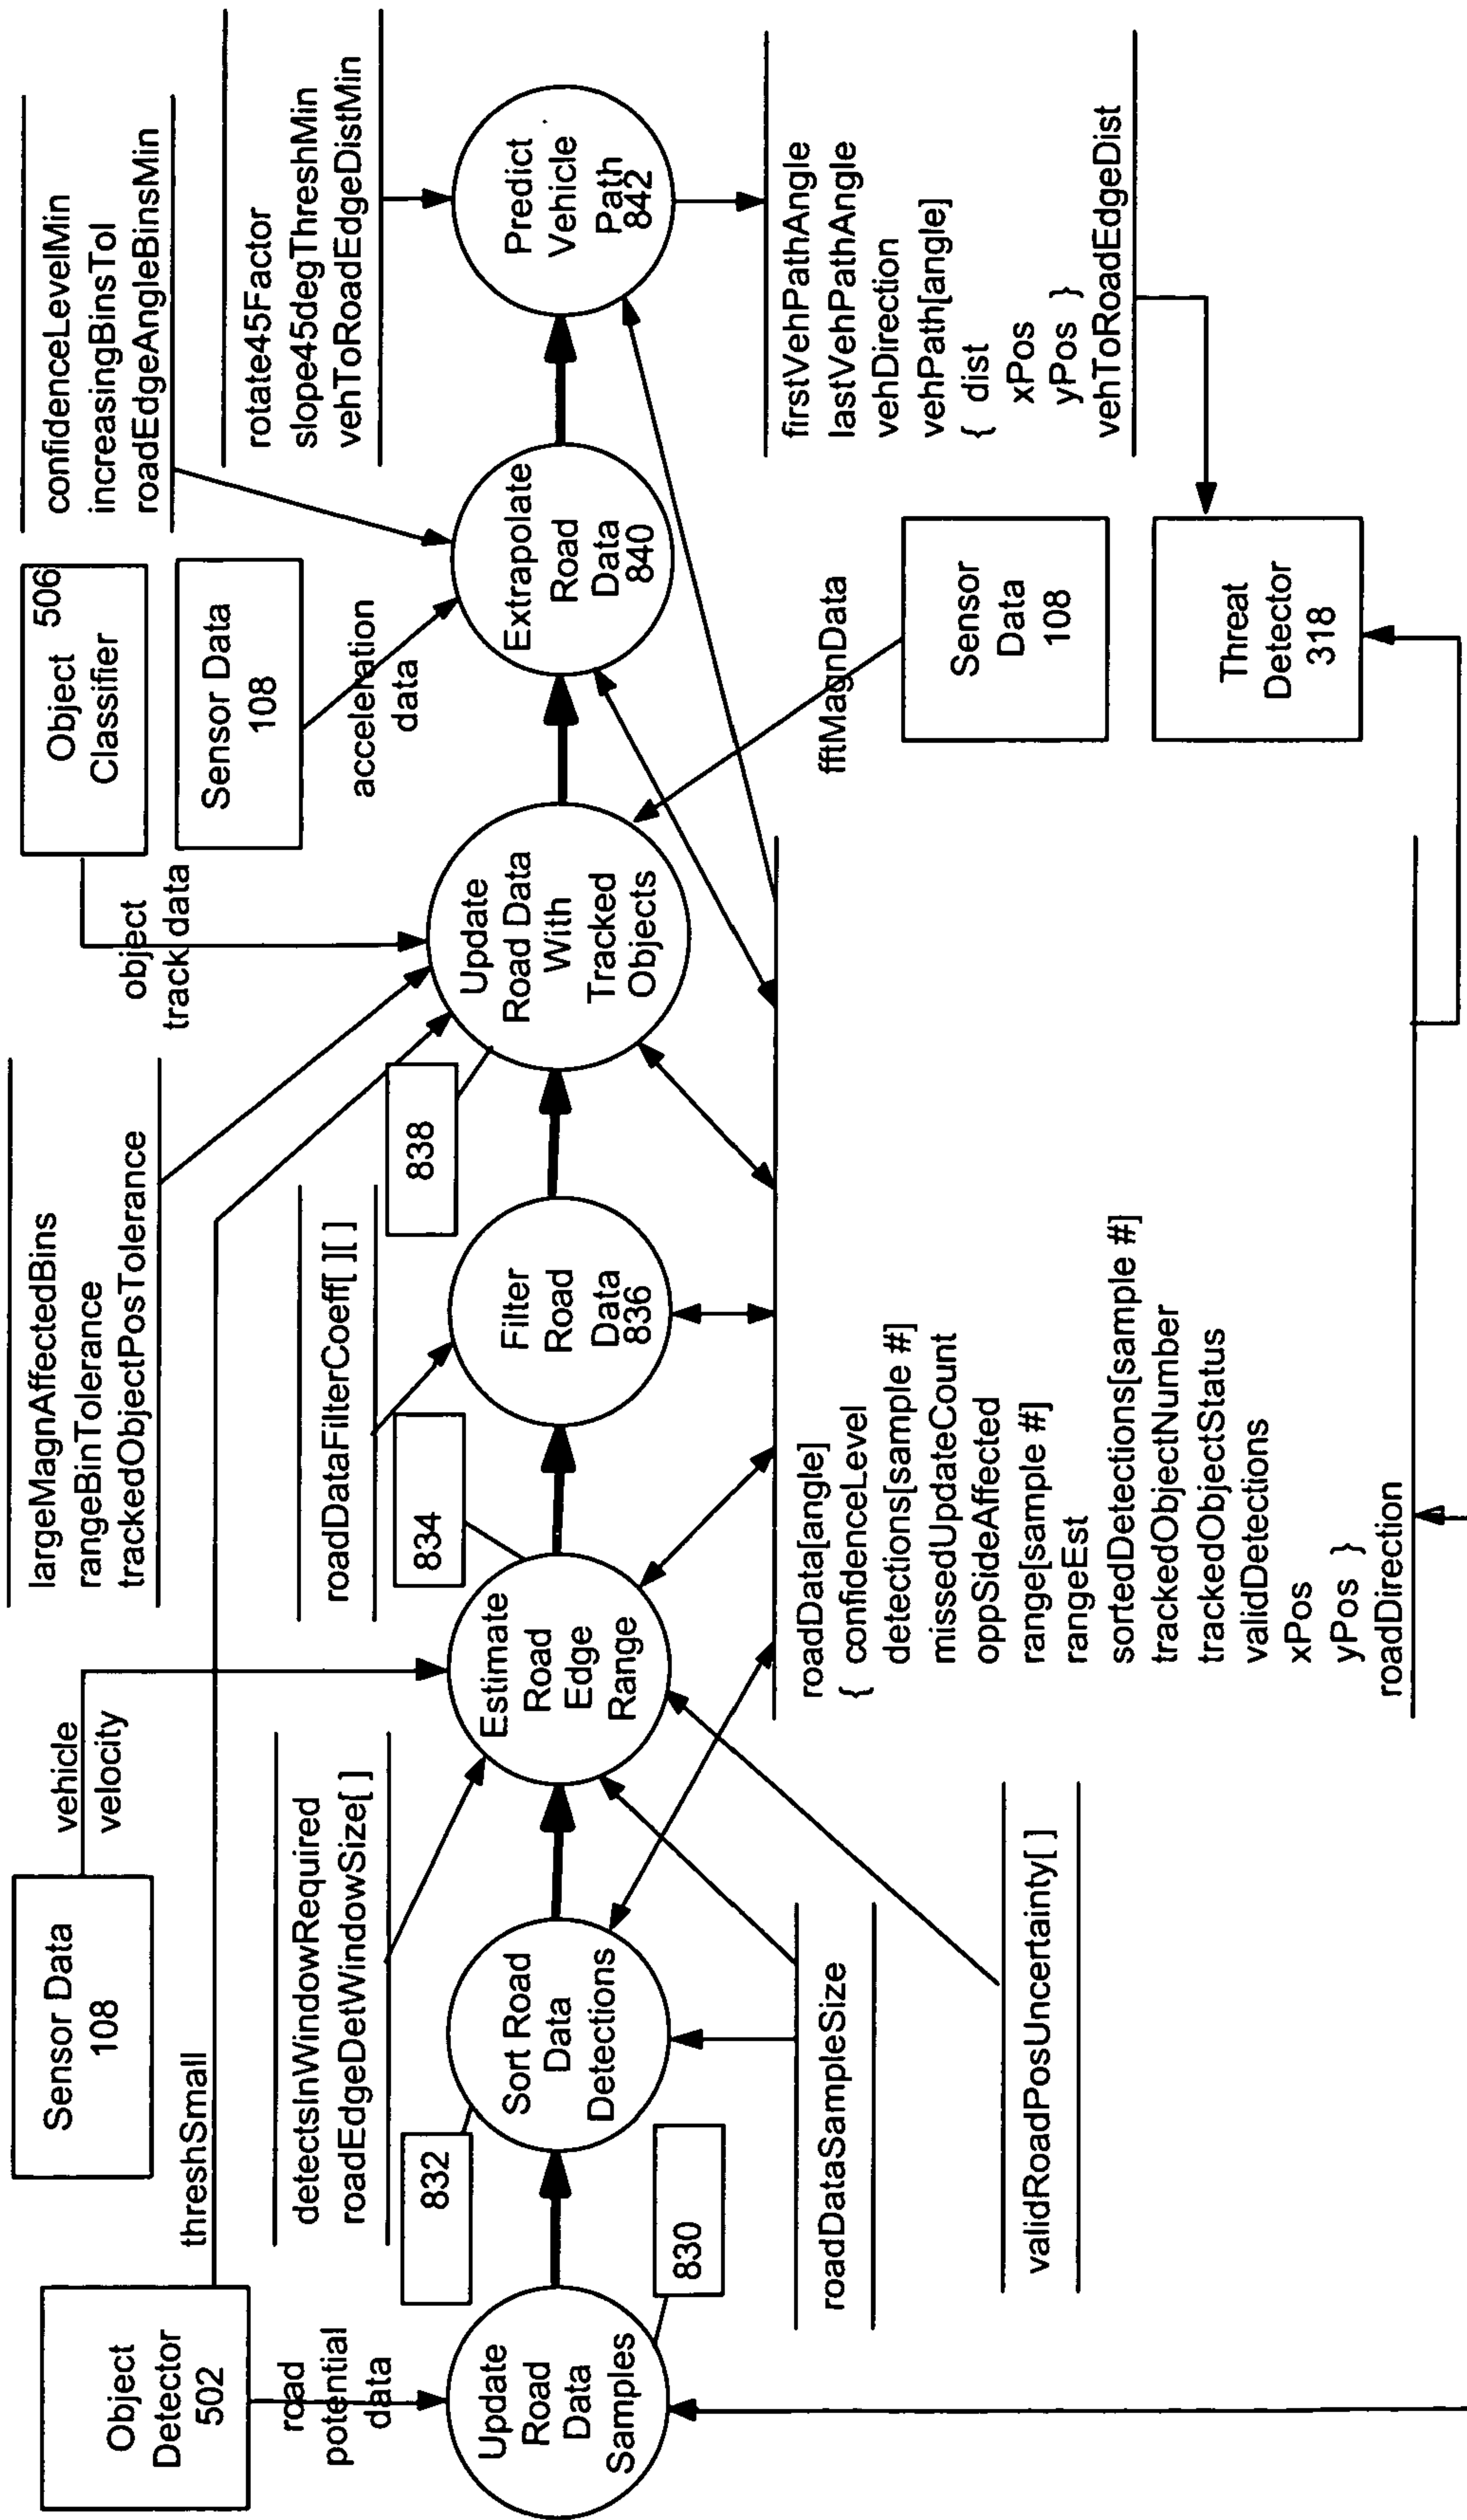 Object
Detector
502
road
potential
data
threshSmall
Sensor Data
108
vehicle
velocity
largeMagnAffectedBins
rangeBinTolerance
trackedObjectPosTolerance
object
track data
Object 506
Classifier
Sensor Data
108
acceleration
data
confidenceLevelMin
increasingBinsTol
roadEdgeAngleBinsMin
rotate45Factor
slope45degThreshMin
vehToRoadEdgeDistMin
detectsInWindowRequired
roadEdgeDetWindowSize[ ]
roadDataFilterCoeff[ ][ ]
832
834
838
Update
Road
Data
Samples
830
Sort Road
Data
Detections
Estimate
Road
Edge
Range
Filter
Road
Data
836
Update
Road Data
With
Tracked
Objects
Extrapolate
Road
Data
840
Predict
Vehicle
Path
842
roadDataSampleSize
validRoadPosUncertainty[ ]
roadData[angle]
{ confidenceLevel
detections[sample #]
missedUpdateCount
oppSideAffected
range[sample #]
rangeEst
sortedDetections[sample #]
trackedObjectNumber
trackedObjectStatus
validDetections
xPos
yPos }
roadDirection
fftMagnData
Sensor
Data
108
Threat
Detector
318
firstVehPathAngle
lastVehPathAngle
vehDirection
vehPath[angle]
{ dist
xPos
yPos }
vehToRoadEdgeDist